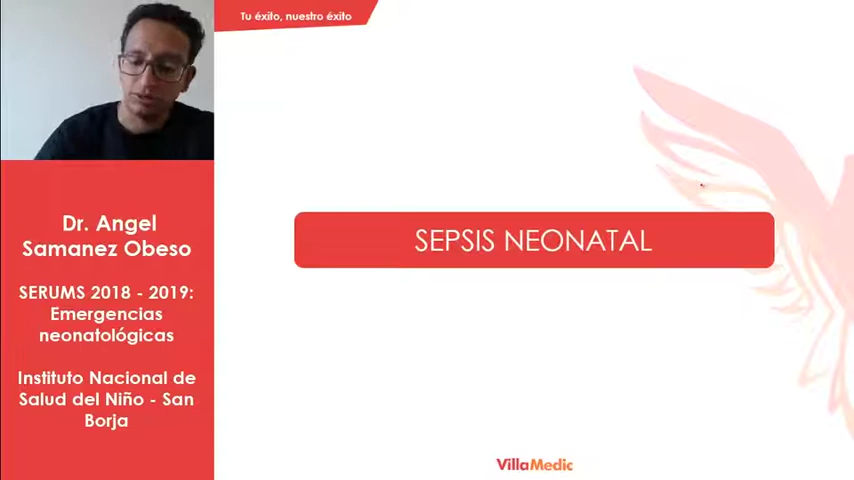 Tu éxito, nuestro éxito
Dr. Angel
Samanez Obeso
SERUMS 2018 - 2019:
Emergencias
neonatológicas
Instituto Nacional de
Salud del Niño - San
Borja
SEPSIS NEONATAL
VillaMedic